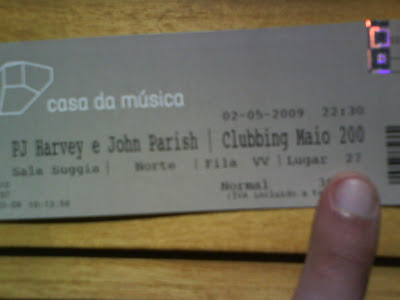 casa da música
02-05-2009 22:30
PJ Harvey e John Parish | Clubbing Maio 200
Sala Suggia | Norte | Fila VV | Lugar 27
Normal